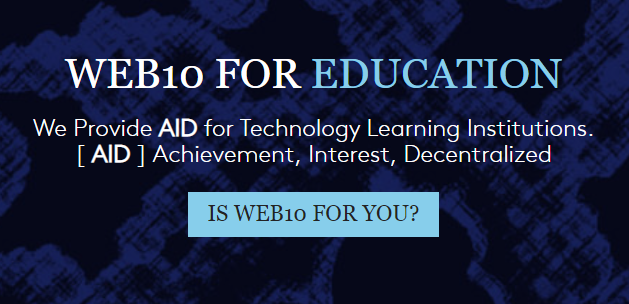 WEB10 FOR EDUCATION
We Provide AID for Technology Learning Institutions.
[ AID ] Achievement, Interest, Decentralized
IS WEB10 FOR YOU?